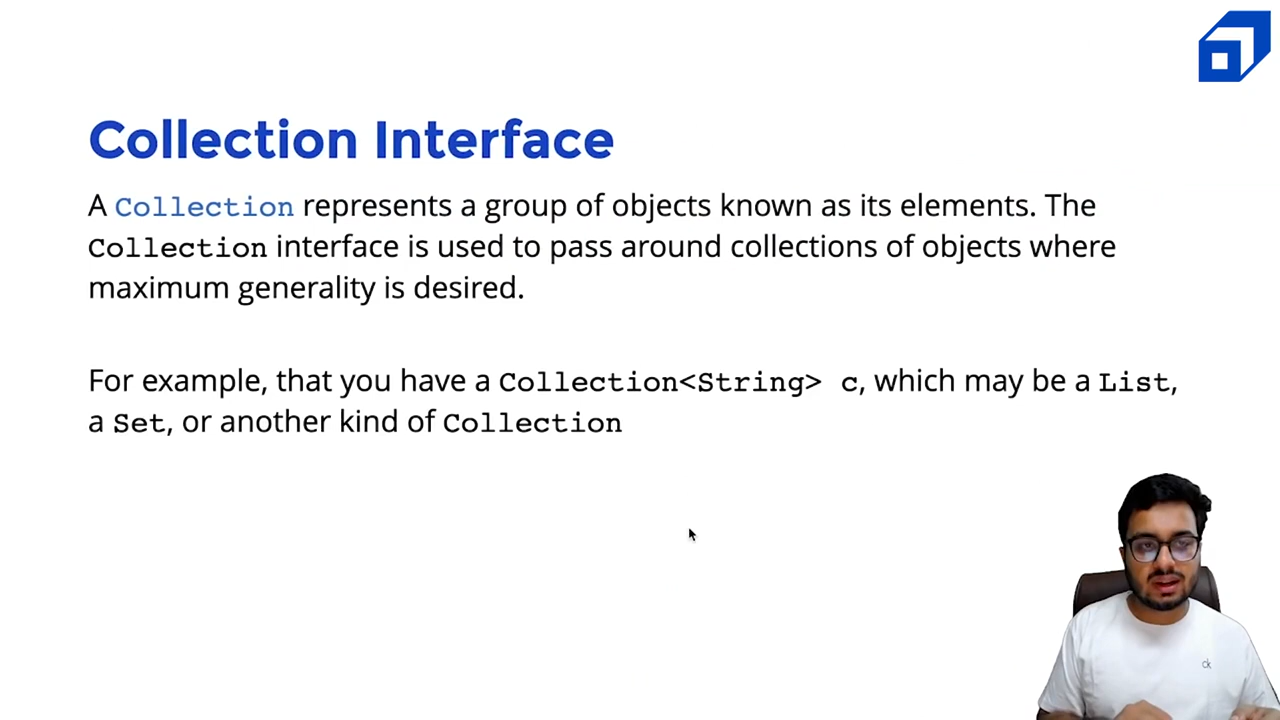 Collection Interface
A Collection represents a group of objects known as its elements. The
Collection interface is used to pass around collections of objects where
maximum generality is desired.
For example, that you have a Collection<String> c, which may be a List,
a Set, or another kind of Collection
ck